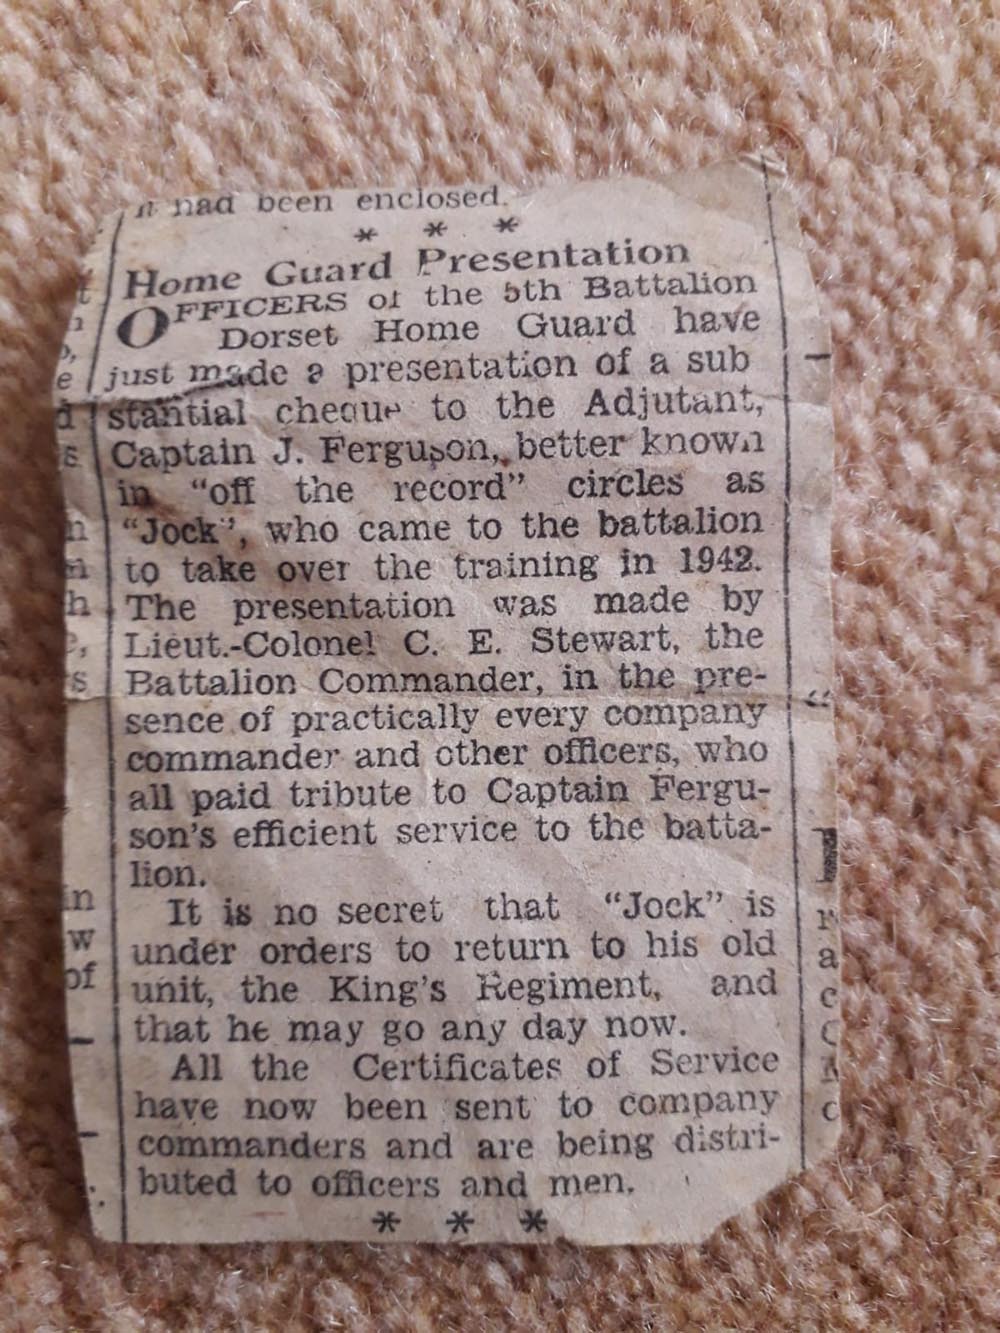 it had been enclosed.
* * *
Home Guard Presentation
OFFICERS of the 5th Battalion
Dorset Home Guard have
just made a presentation of a sub
stantial cheque to the Adjutant,
Captain J. Ferguson, better known
in "off the record" circles as
"Jock", who came to the battalion
to take over the training in 1942.
The presentation was made by
Lieut.-Colonel C. E. Stewart, the
Battalion Commander, in the pre-
sence of practically every company
commander and other officers, who
all paid tribute to Captain Fergu-
son's efficient service to the batta-
lion.
It is no secret that "Jock" is
under orders to return to his old
unit, the King's Regiment, and
that he may go any day now.
All the Certificates of Service
have now been sent to company
commanders and are being distri-
buted to officers and men.
* * *